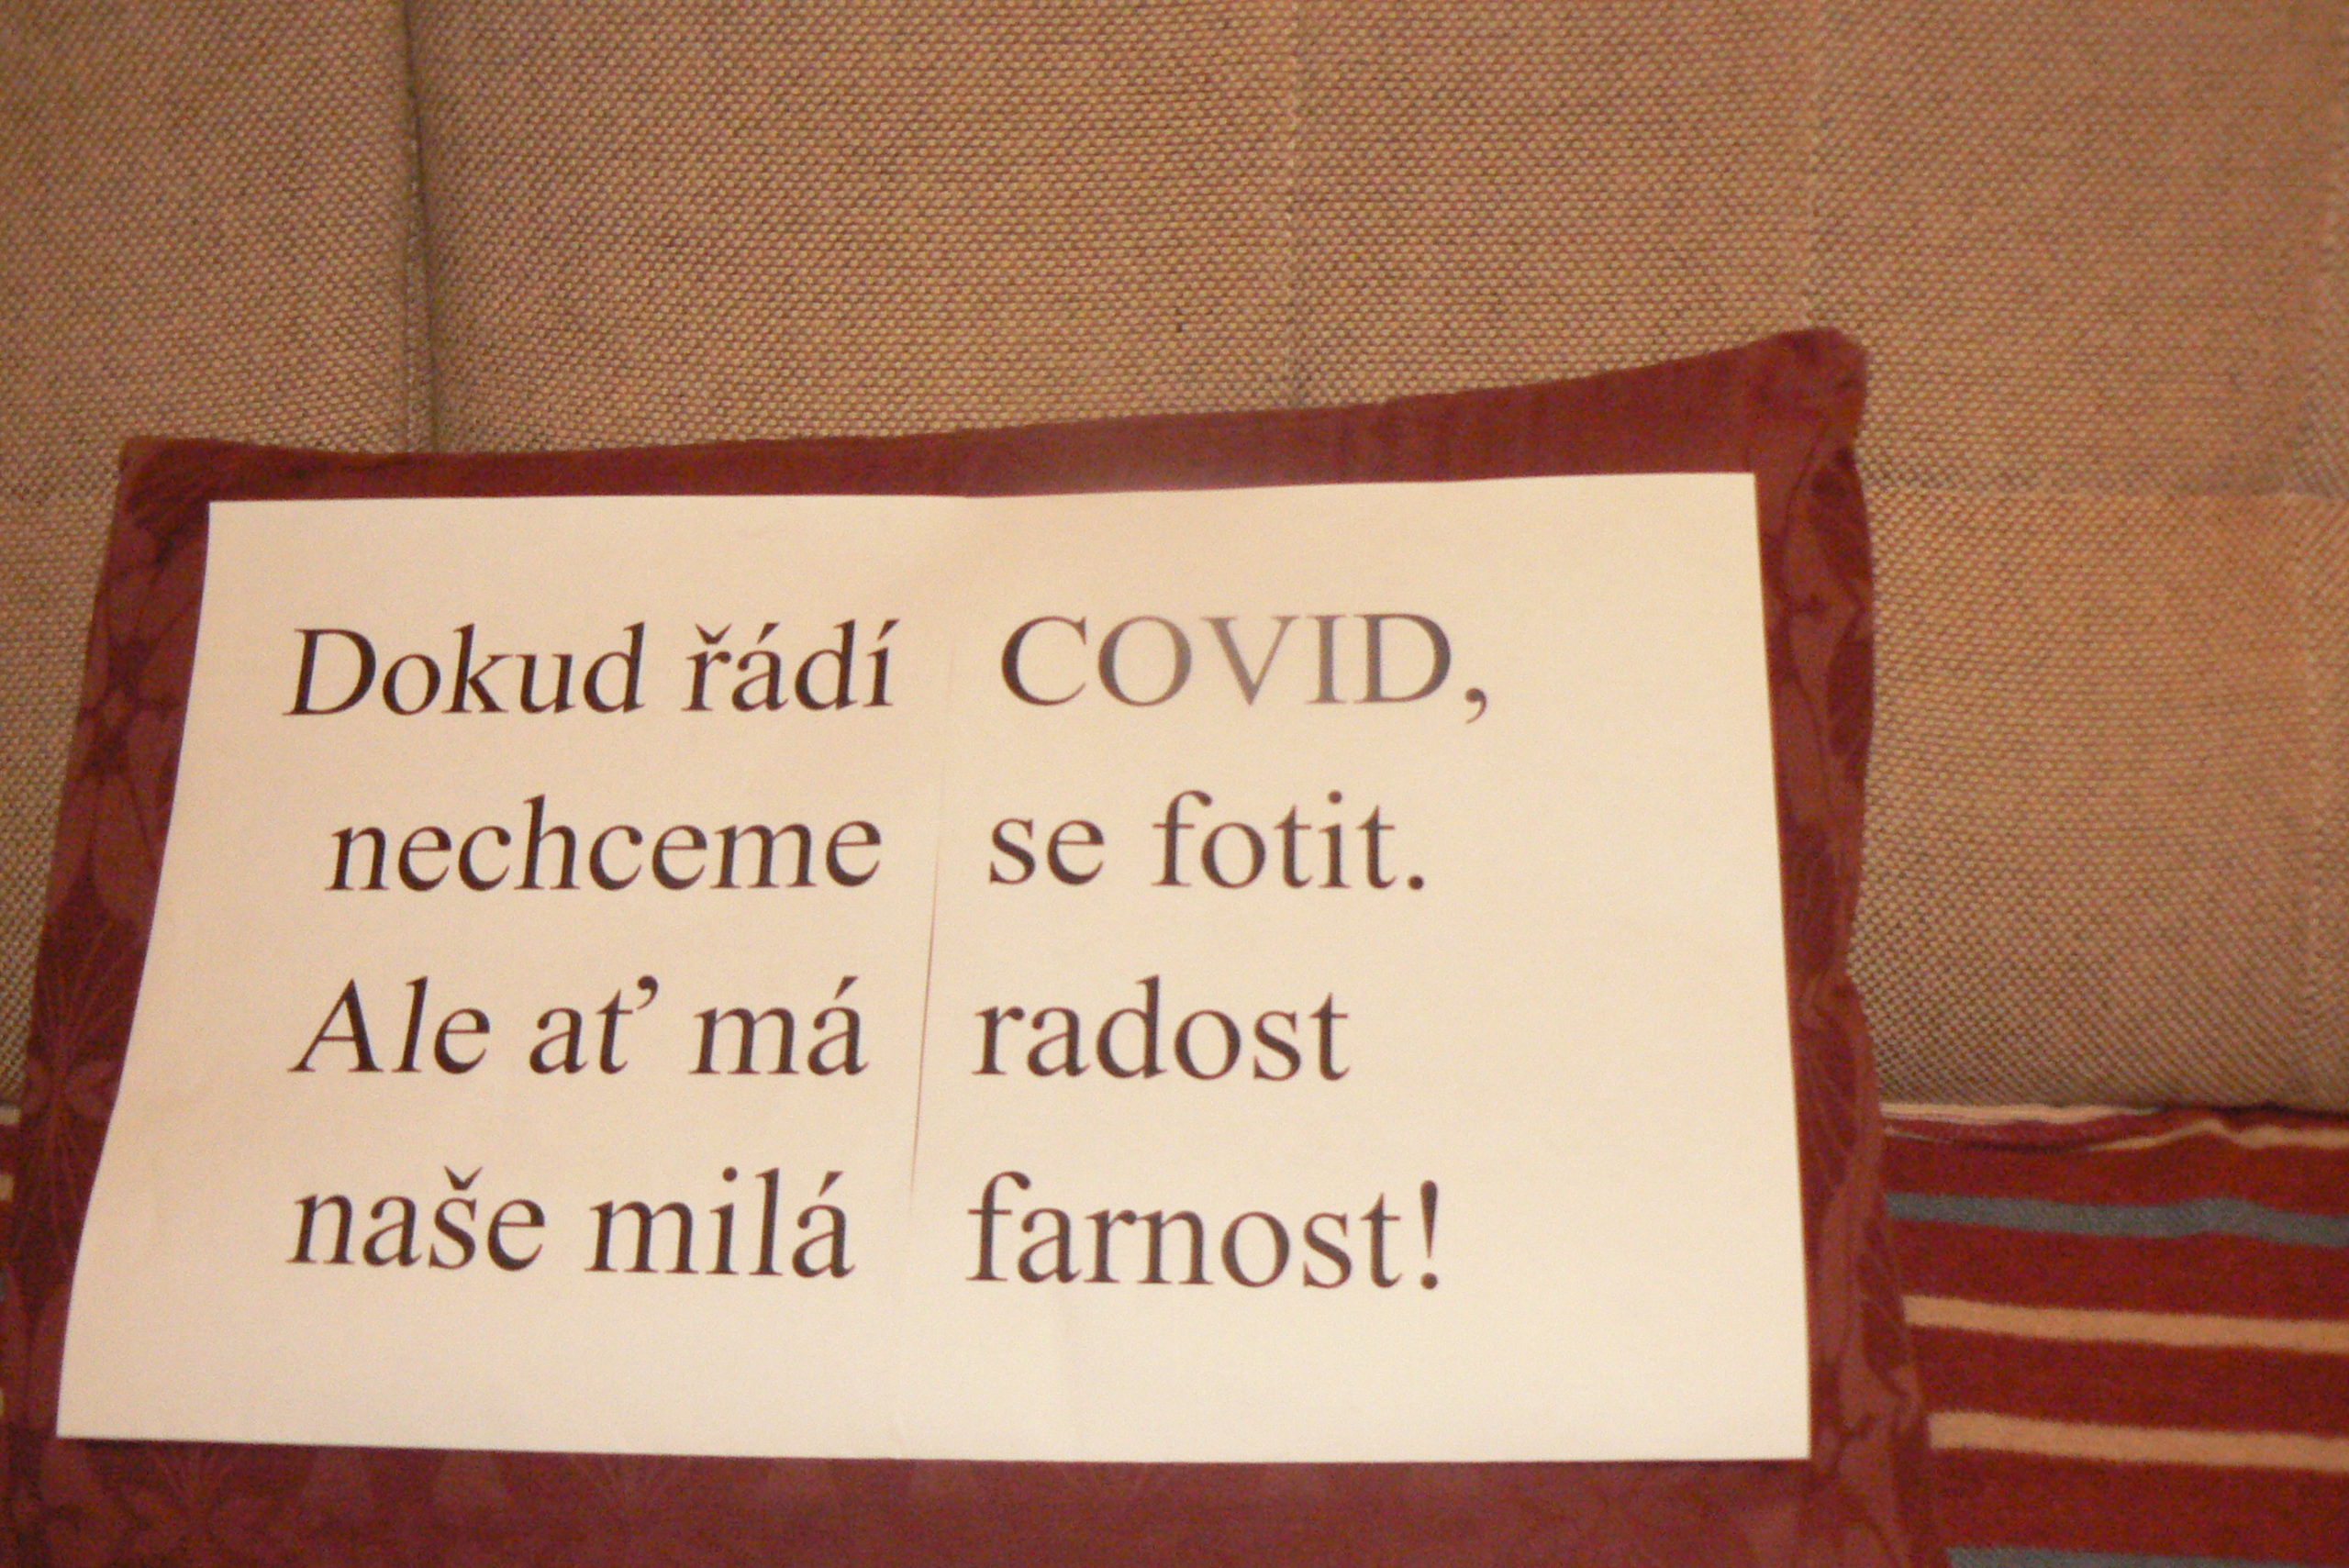 Dokud řádí COVID,
nechceme se fotit.
Ale ať má radost
naše milá farnost!